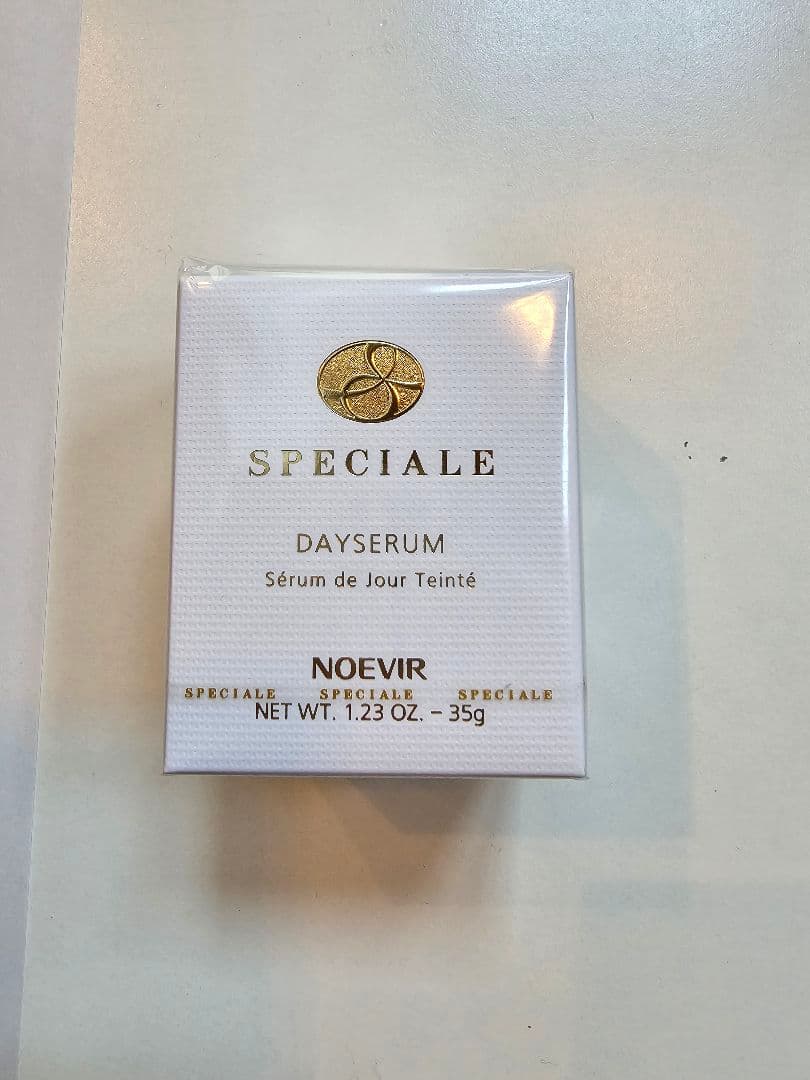 SPECIALE
DAYSERUM
Sérum de Jour Teinté
NOEVIR
SPECIALE SPECIALE SPECIALE
NET WT. 1.23 OZ. – 35g